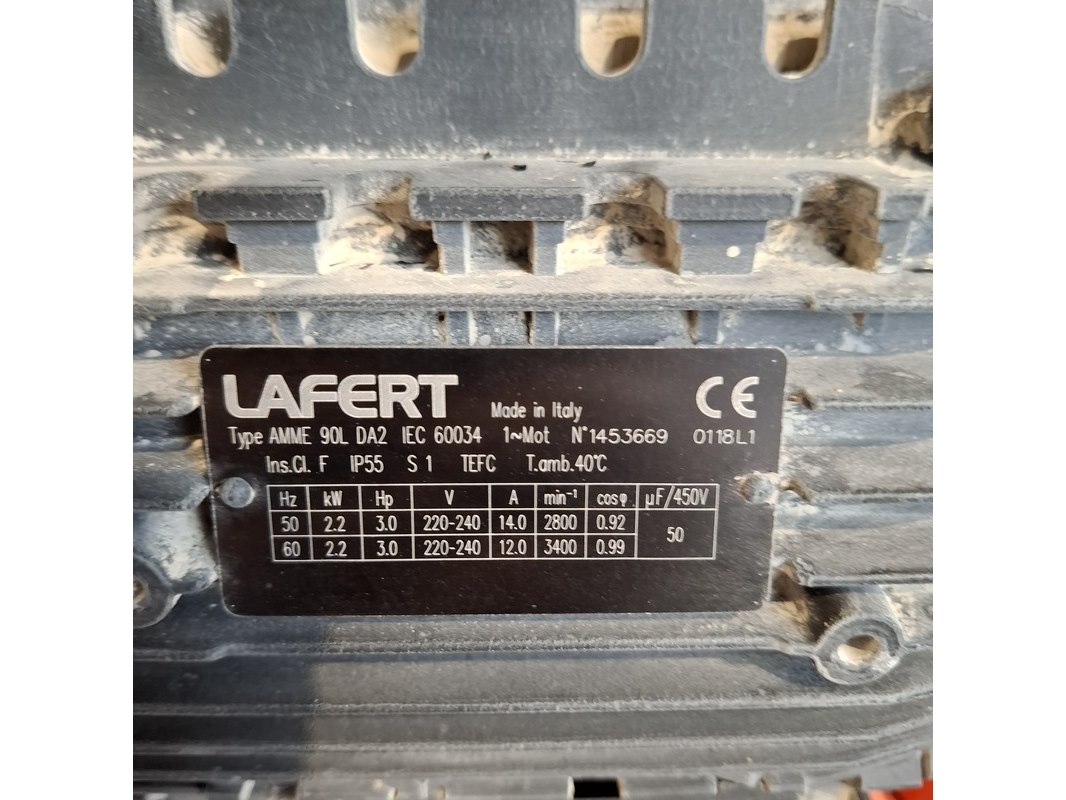 LAFERT Made in Italy CE
Type AMME 90L DA2 IEC 60034 1~Mot N°1453669 0118L1
Ins.Cl. F IP55 S 1 TEFC T.amb.40°C
Hz kW Hp V A min⁻¹ cosφ µF/450V
50 2.2 3.0 220-240 14.0 2800 0.92 50
60 2.2 3.0 220-240 12.0 3400 0.99